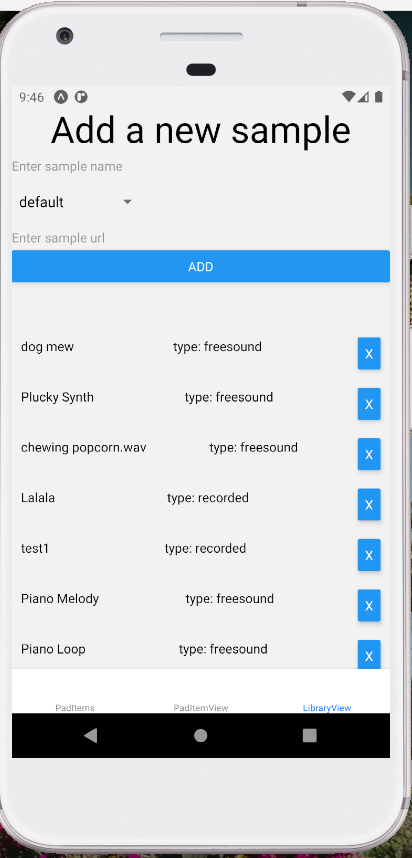 9:46
Add a new sample
Enter sample name
default
Enter sample url
ADD
dog mew type: freesound X
Plucky Synth type: freesound X
chewing popcorn.wav type: freesound X
Lalala type: recorded X
test1 type: recorded X
Piano Melody type: freesound X
Piano Loop type: freesound X
PadItems PadItemView LibraryView